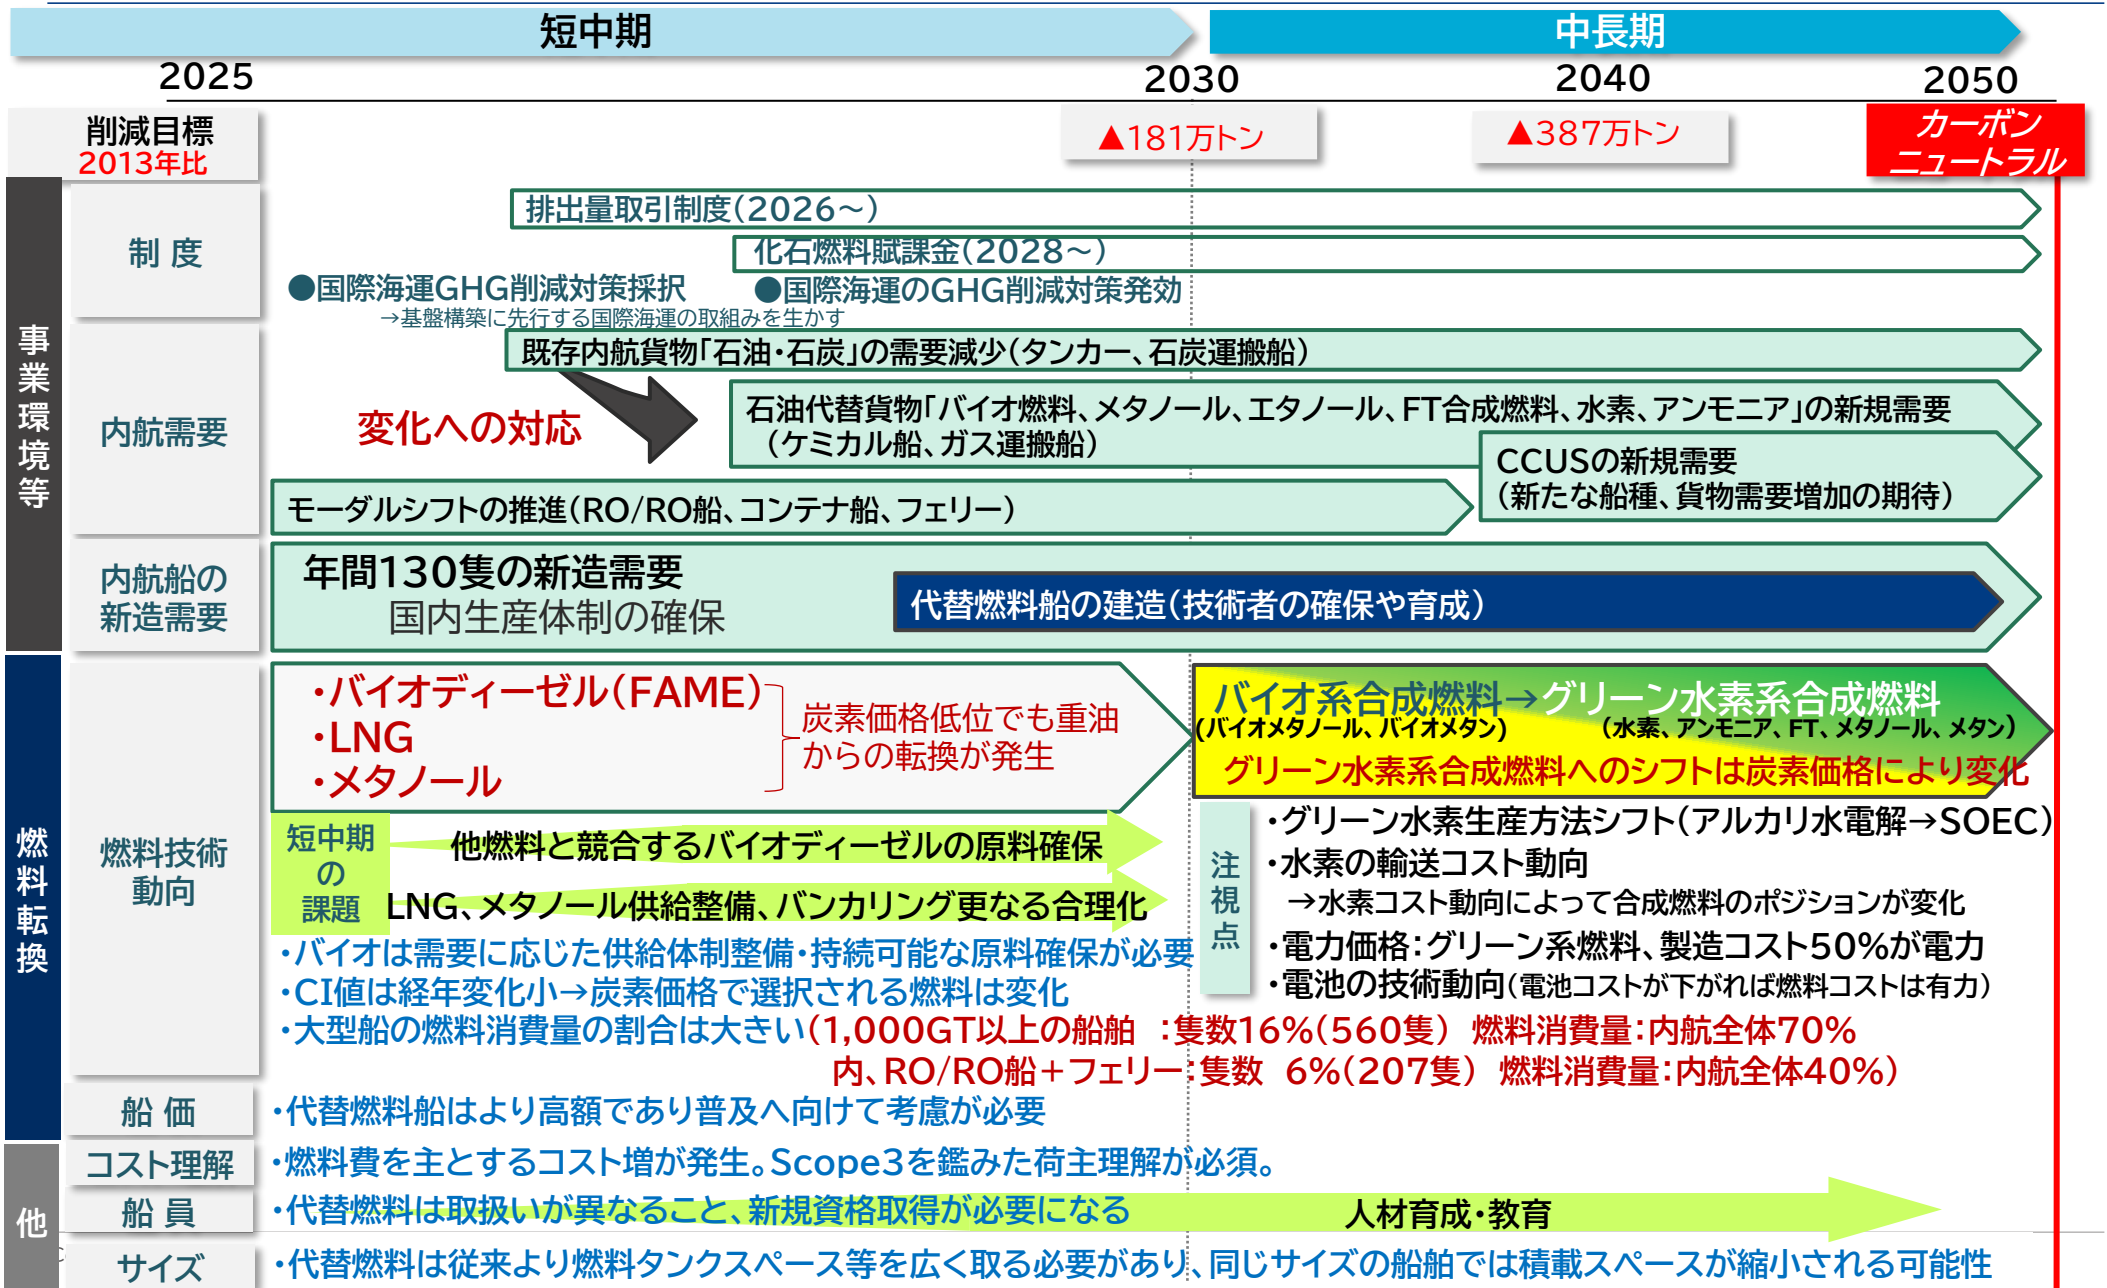 短中期
中長期
2025
2030
2040
2050
削減目標
2013年比
▲181万トン
▲387万トン
カーボン
ニュートラル
事業環境等
制 度
排出量取引制度(2026～)
化石燃料賦課金(2028～)
●国際海運GHG削減対策採択
●国際海運のGHG削減対策発効
→基盤構築に先行する国際海運の取組みを生かす
内航需要
既存内航貨物「石油・石炭」の需要減少(タンカー、石炭運搬船)
変化への対応
石油代替貨物「バイオ燃料、メタノール、エタノール、FT合成燃料、水素、アンモニア」の新規需要
(ケミカル船、ガス運搬船)
CCUSの新規需要
(新たな船種、貨物需要増加の期待)
モーダルシフトの推進(RO/RO船、コンテナ船、フェリー)
内航船の
新造需要
年間130隻の新造需要
国内生産体制の確保
代替燃料船の建造(技術者の確保や育成)
燃料転換
燃料技術
動向
・バイオディーゼル(FAME)
・LNG
・メタノール
炭素価格低位でも重油
からの転換が発生
バイオ系合成燃料→グリーン水素系合成燃料
(バイオメタノール、バイオメタン)
(水素、アンモニア、FT、メタノール、メタン)
グリーン水素系合成燃料へのシフトは炭素価格により変化
短中期
の
課題
他燃料と競合するバイオディーゼルの原料確保
LNG、メタノール供給整備、バンカリング更なる合理化
注視点
・グリーン水素生産方法シフト(アルカリ水電解→SOEC)
・水素の輸送コスト動向
→水素コスト動向によって合成燃料のポジションが変化
・電力価格：グリーン系燃料、製造コスト50%が電力
・電池の技術動向(電池コストが下がれば燃料コストは有力)
・バイオは需要に応じた供給体制整備・持続可能な原料確保が必要
・CI値は経年変化小→炭素価格で選択される燃料は変化
・大型船の燃料消費量の割合は大きい(1,000GT以上の船舶 ：隻数16%(560隻) 燃料消費量：内航全体70%
内、RO/RO船＋フェリー：隻数 6%(207隻) 燃料消費量：内航全体40%)
船 価
・代替燃料船はより高額であり普及へ向けて考慮が必要
他
コスト理解
・燃料費を主とするコスト増が発生。Scope3を鑑みた荷主理解が必須。
船 員
・代替燃料は取扱いが異なること、新規資格取得が必要になる
人材育成・教育
サイズ
・代替燃料は従来より燃料タンクスペース等を広く取る必要があり、同じサイズの船舶では積載スペースが縮小される可能性